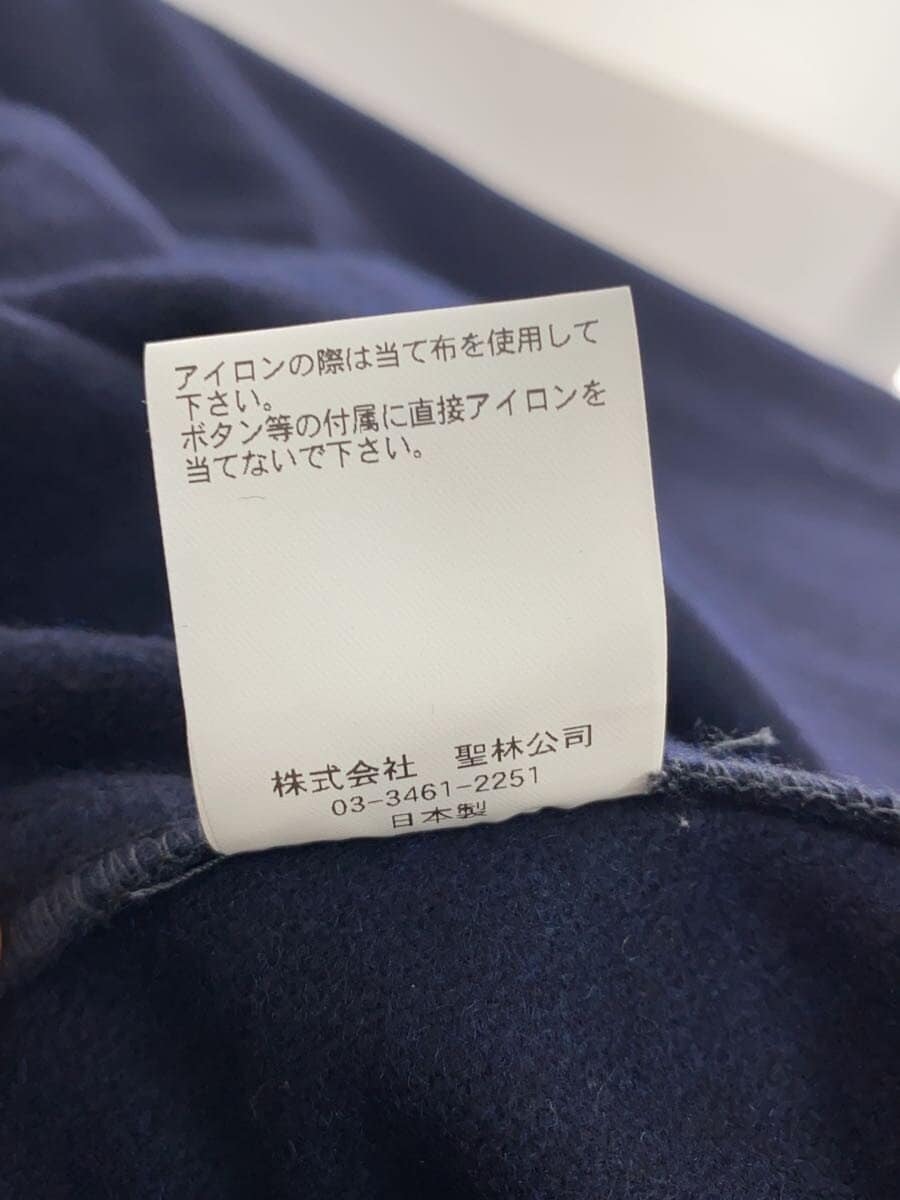 アイロンの際は当て布を使用して
下さい。
ボタン等の付属に直接アイロンを
当てないで下さい。
株式会社　聖林公司
03-3461-2251
日本製